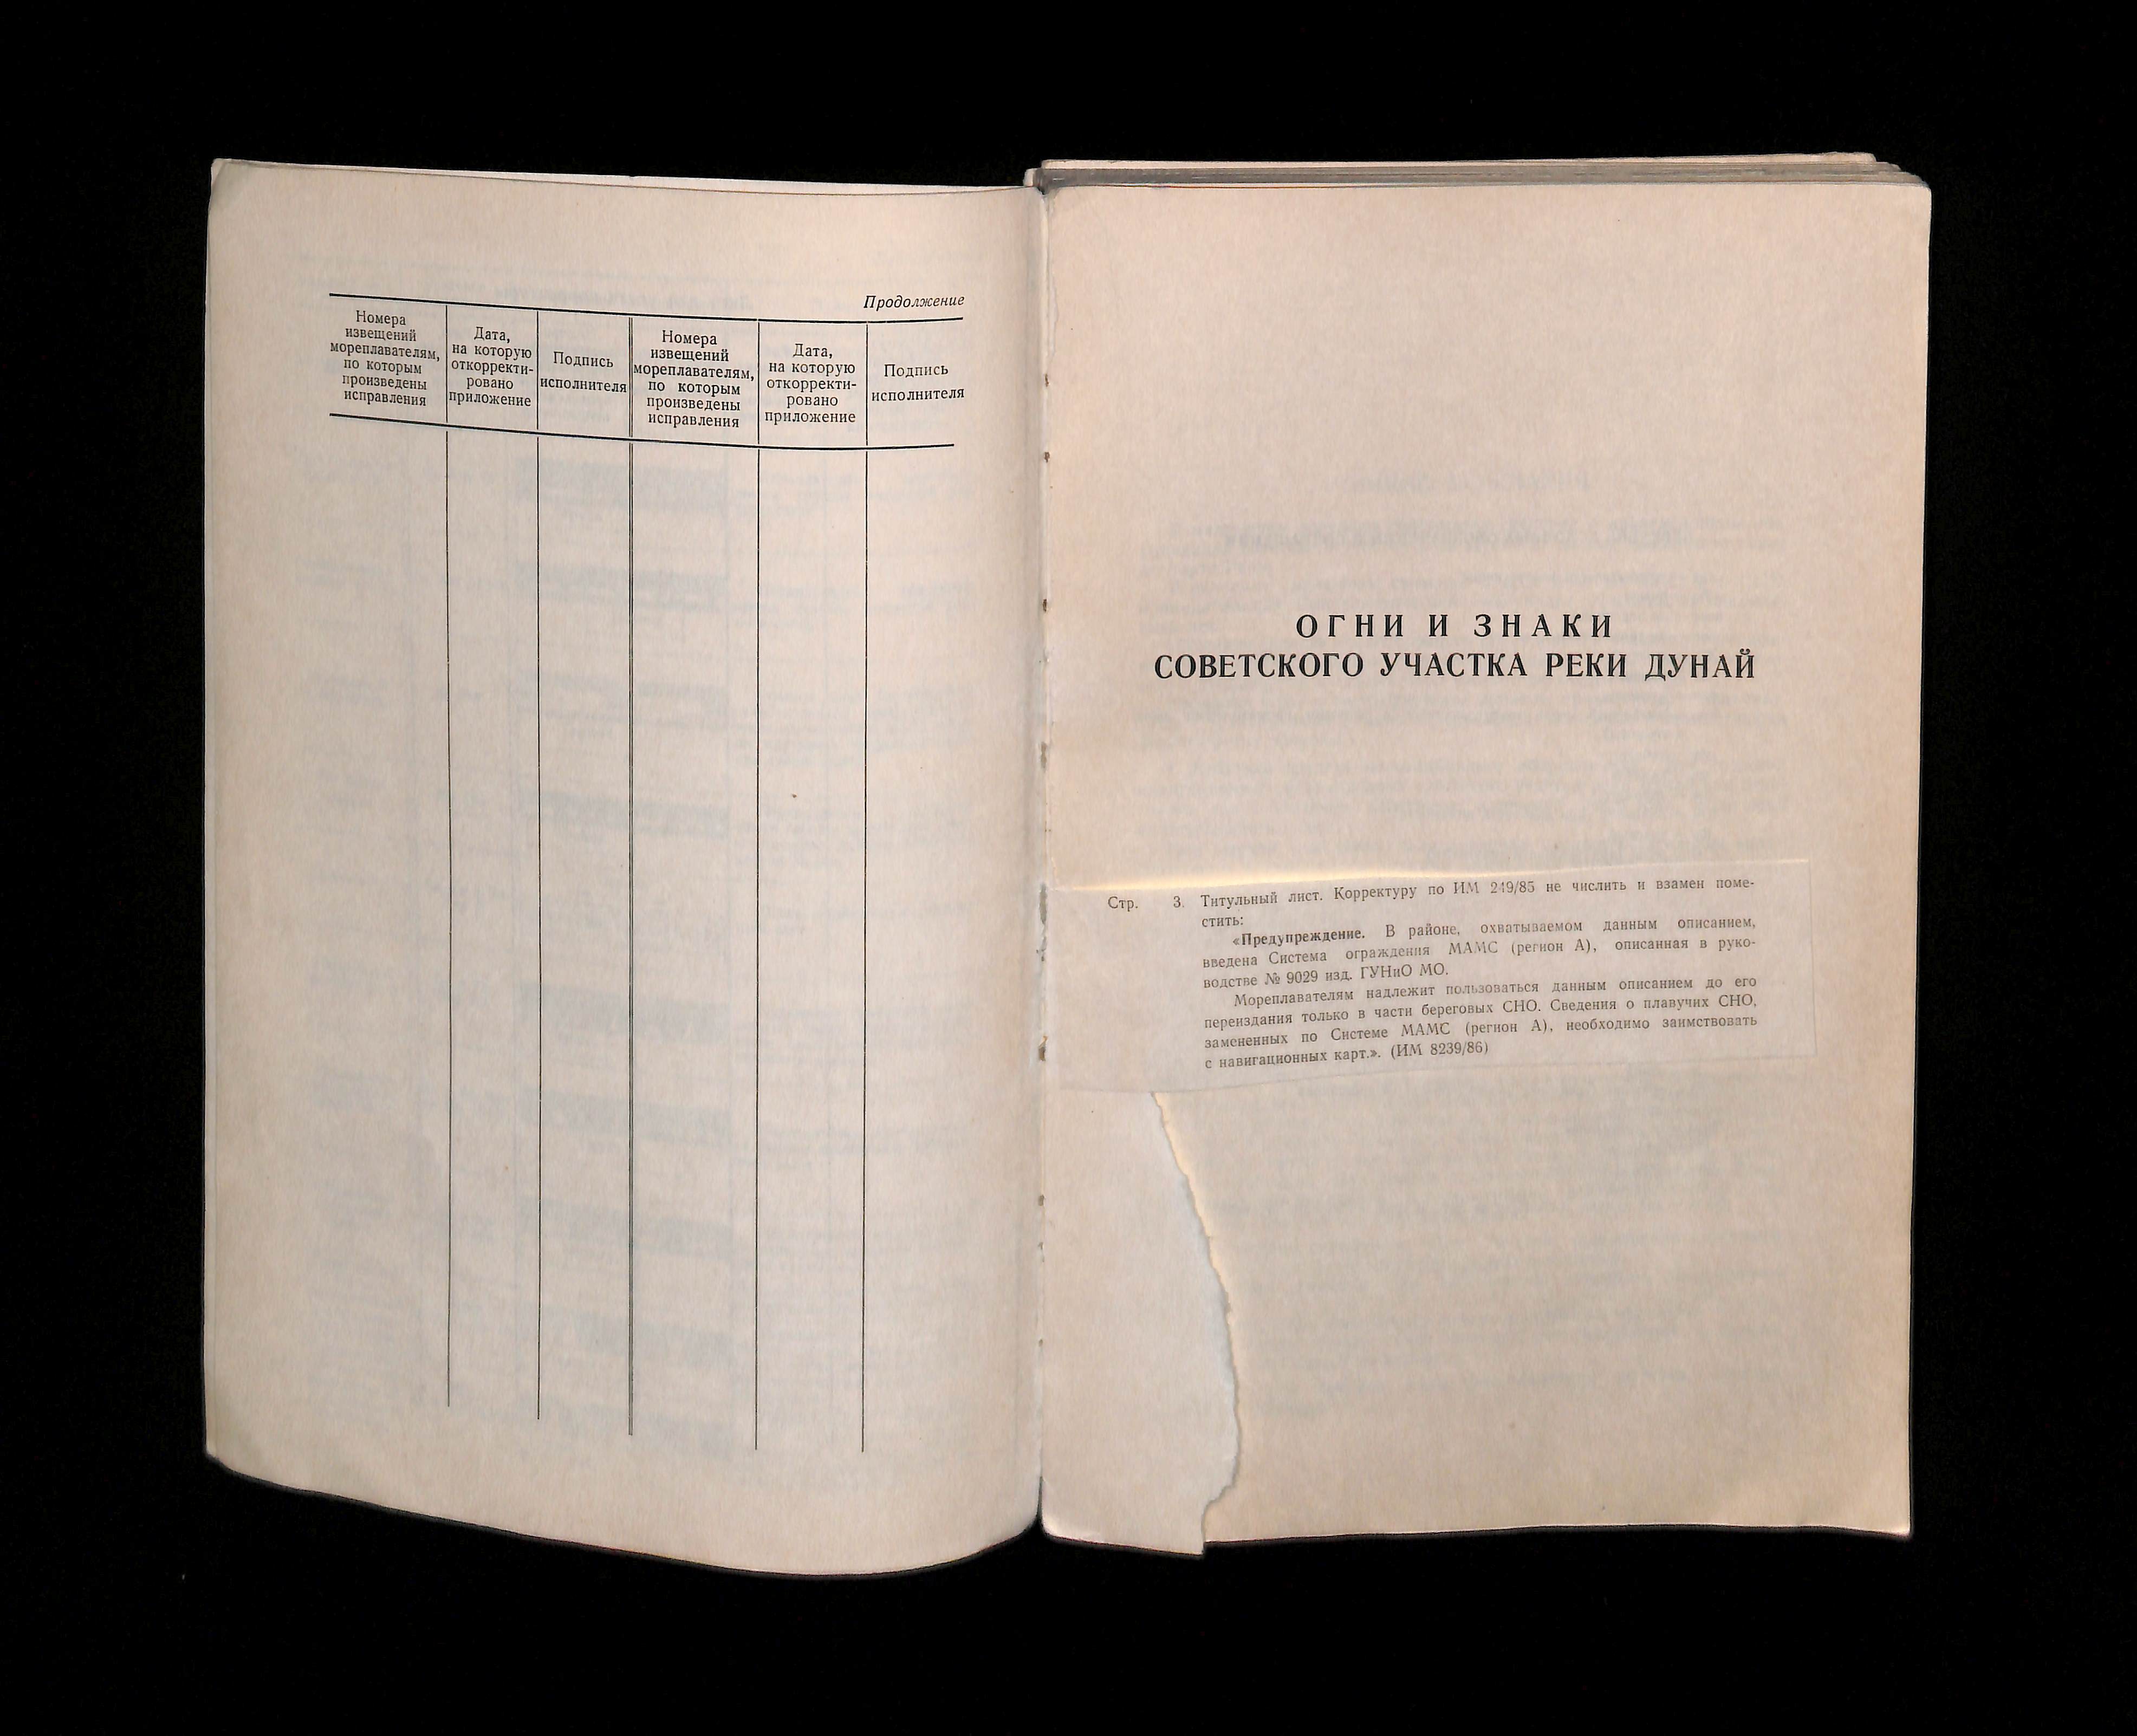 Продолжение
Номера
извещений
мореплавателям,
по которым
произведены
исправления
Дата,
на которую
откорректи-
ровано
приложение
Подпись
исполнителя
Номера
извещений
мореплавателям,
по которым
произведены
исправления
Дата,
на которую
откорректи-
ровано
приложение
Подпись
исполнителя
ОГНИ И ЗНАКИ
СОВЕТСКОГО УЧАСТКА РЕКИ ДУНАЙ
Стр. 3. Титульный лист. Корректуру по ИМ 249/85 не числить и взамен поме-
стить:
«Предупреждение. В районе, охватываемом данным описанием,
введена Система ограждения МАМС (регион А), описанная в руко-
водстве № 9029 изд. ГУНиО МО.
Мореплавателям надлежит пользоваться данным описанием до его
переиздания только в части береговых СНО. Сведения о плавучих СНО,
замененных по Системе МАМС (регион А), необходимо заимствовать
с навигационных карт.». (ИМ 8239/86)